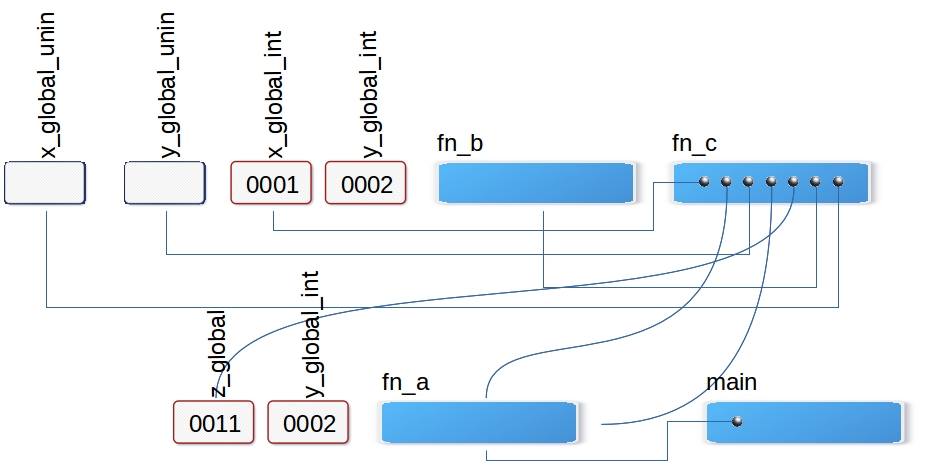 x_global_unin
y_global_unin
x_global_int
y_global_int
fn_b
fn_c
0001
0002
z_global
y_global_int
fn_a
main
0011
0002